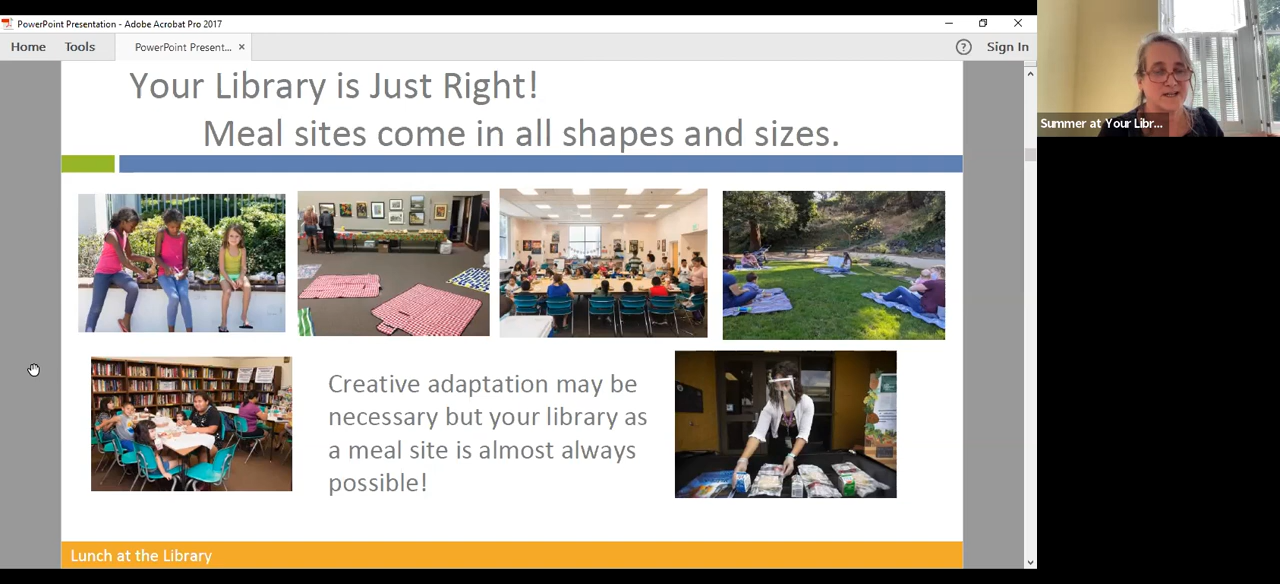 PowerPoint Presentation - Adobe Acrobat Pro 2017
Home Tools PowerPoint Present... × ? Sign In
Your Library is Just Right!
Meal sites come in all shapes and sizes.
Creative adaptation may be
necessary but your library as
a meal site is almost always
possible!
Lunch at the Library
Summer at Your Libr...